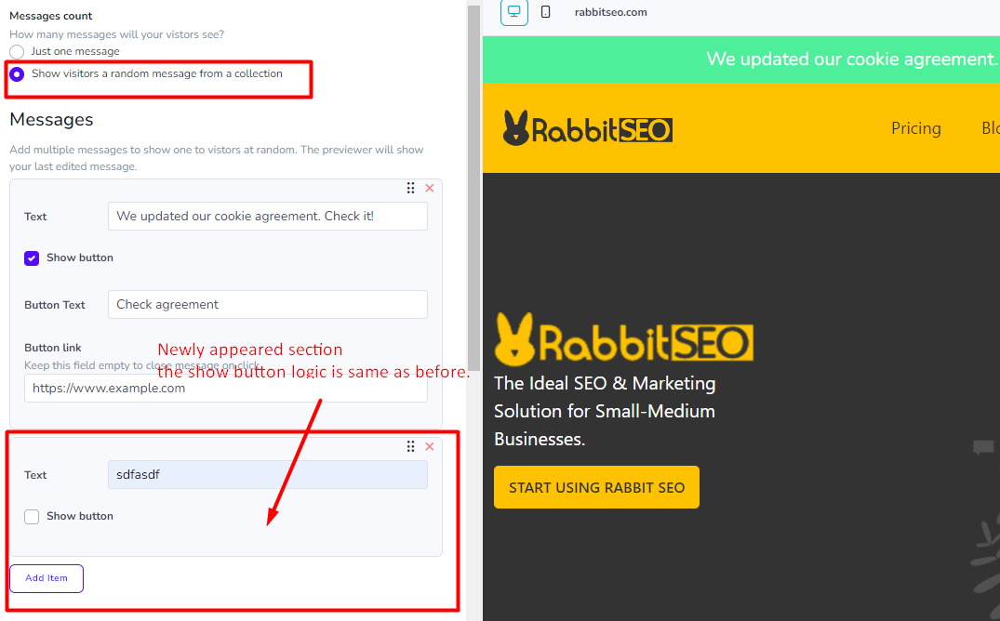 Messages count
How many messages will your vistors see?
Just one message
Show visitors a random message from a collection
Messages
Add multiple messages to show one to vistors at random. The previewer will show
your last edited message.
Text
We updated our cookie agreement. Check it!
Show button
Button Text
Check agreement
Button link
Newly appeared section
Keep this field empty to close message on click.
the show button logic is same as before.
https://www.example.com
Text
sdfasdf
Show button
Add Item
rabbitseo.com
We updated our cookie agreement.
RabbitSEO
Pricing
Blo
RabbitSEO
The Ideal SEO & Marketing
Solution for Small-Medium
Businesses.
START USING RABBIT SEO